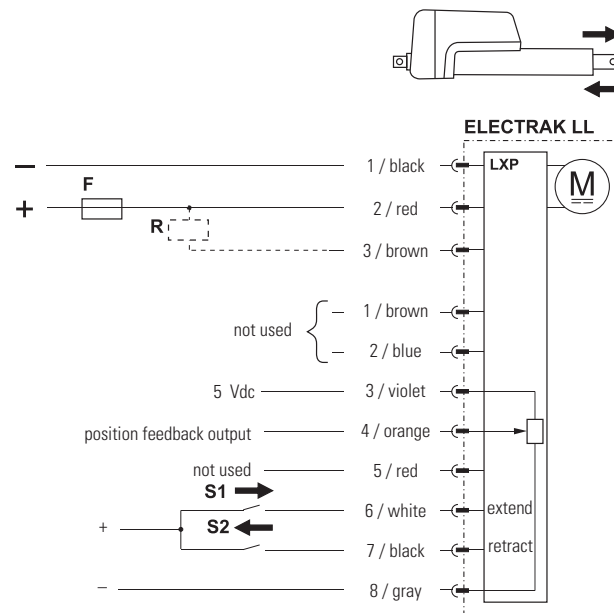 ELECTRAK LL
− 1 / black LXP
F
M
+ 2 / red
R
3 / brown
1 / brown
not used
2 / blue
5 Vdc 3 / violet
position feedback output 4 / orange
not used 5 / red
S1
6 / white extend
+ S2
7 / black retract
− 8 / gray